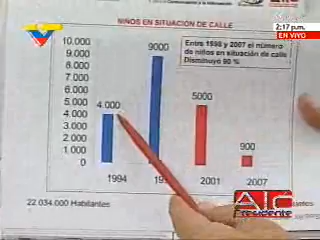 2:17 p.m.
EN VIVO
NIÑOS EN SITUACIÓN DE CALLE
Entre 1998 y 2007 el número
de niños en situación de calle
Disminuyó 90 %
10.000
9.000
8.000
7.000
6.000
5.000
4.000
3.000
2.000
1.000
0
4.000
9000
5000
900
1994
2001
2007
22 034.000 Habitantes
Presidente